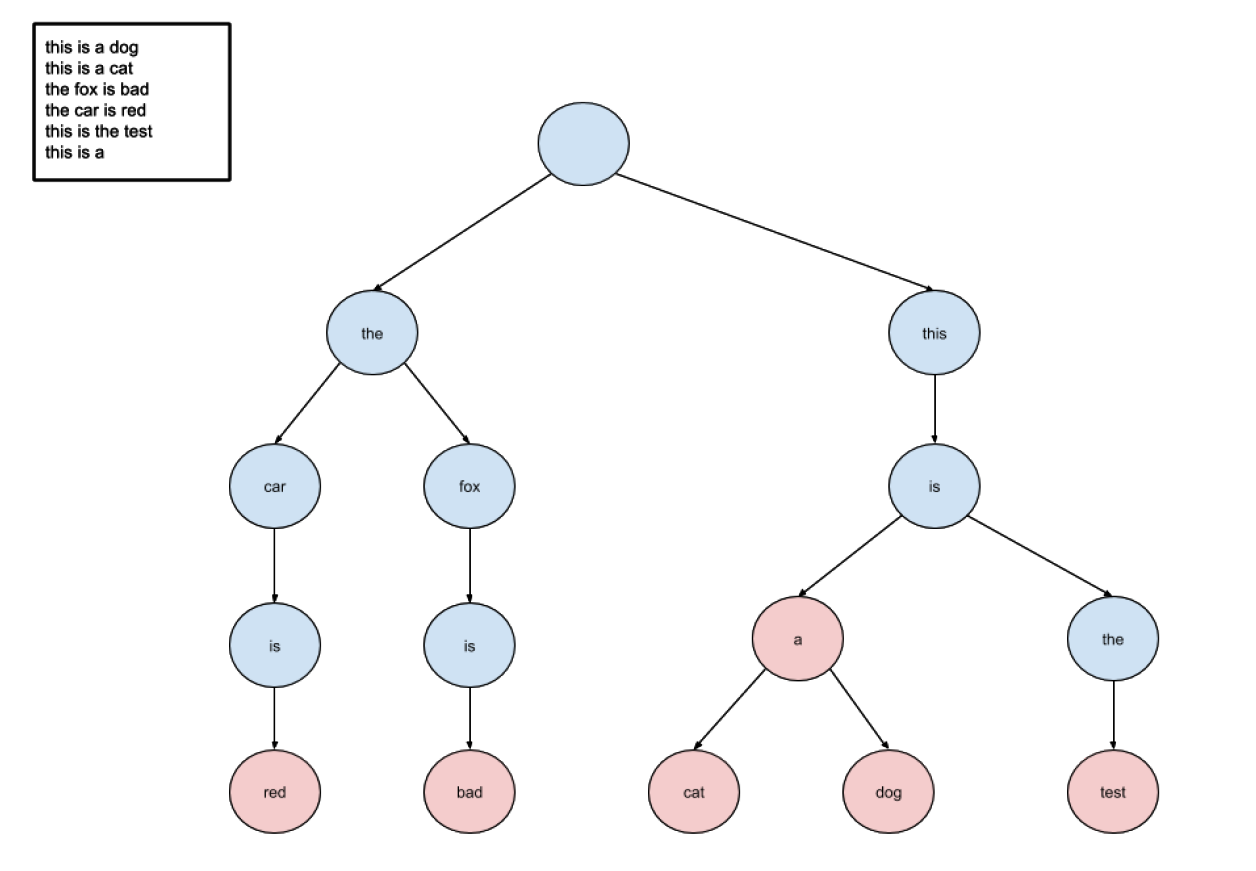 this is a dog
this is a cat
the fox is bad
the car is red
this is the test
this is a
the
this
car
fox
is
is
is
a
the
red
bad
cat
dog
test